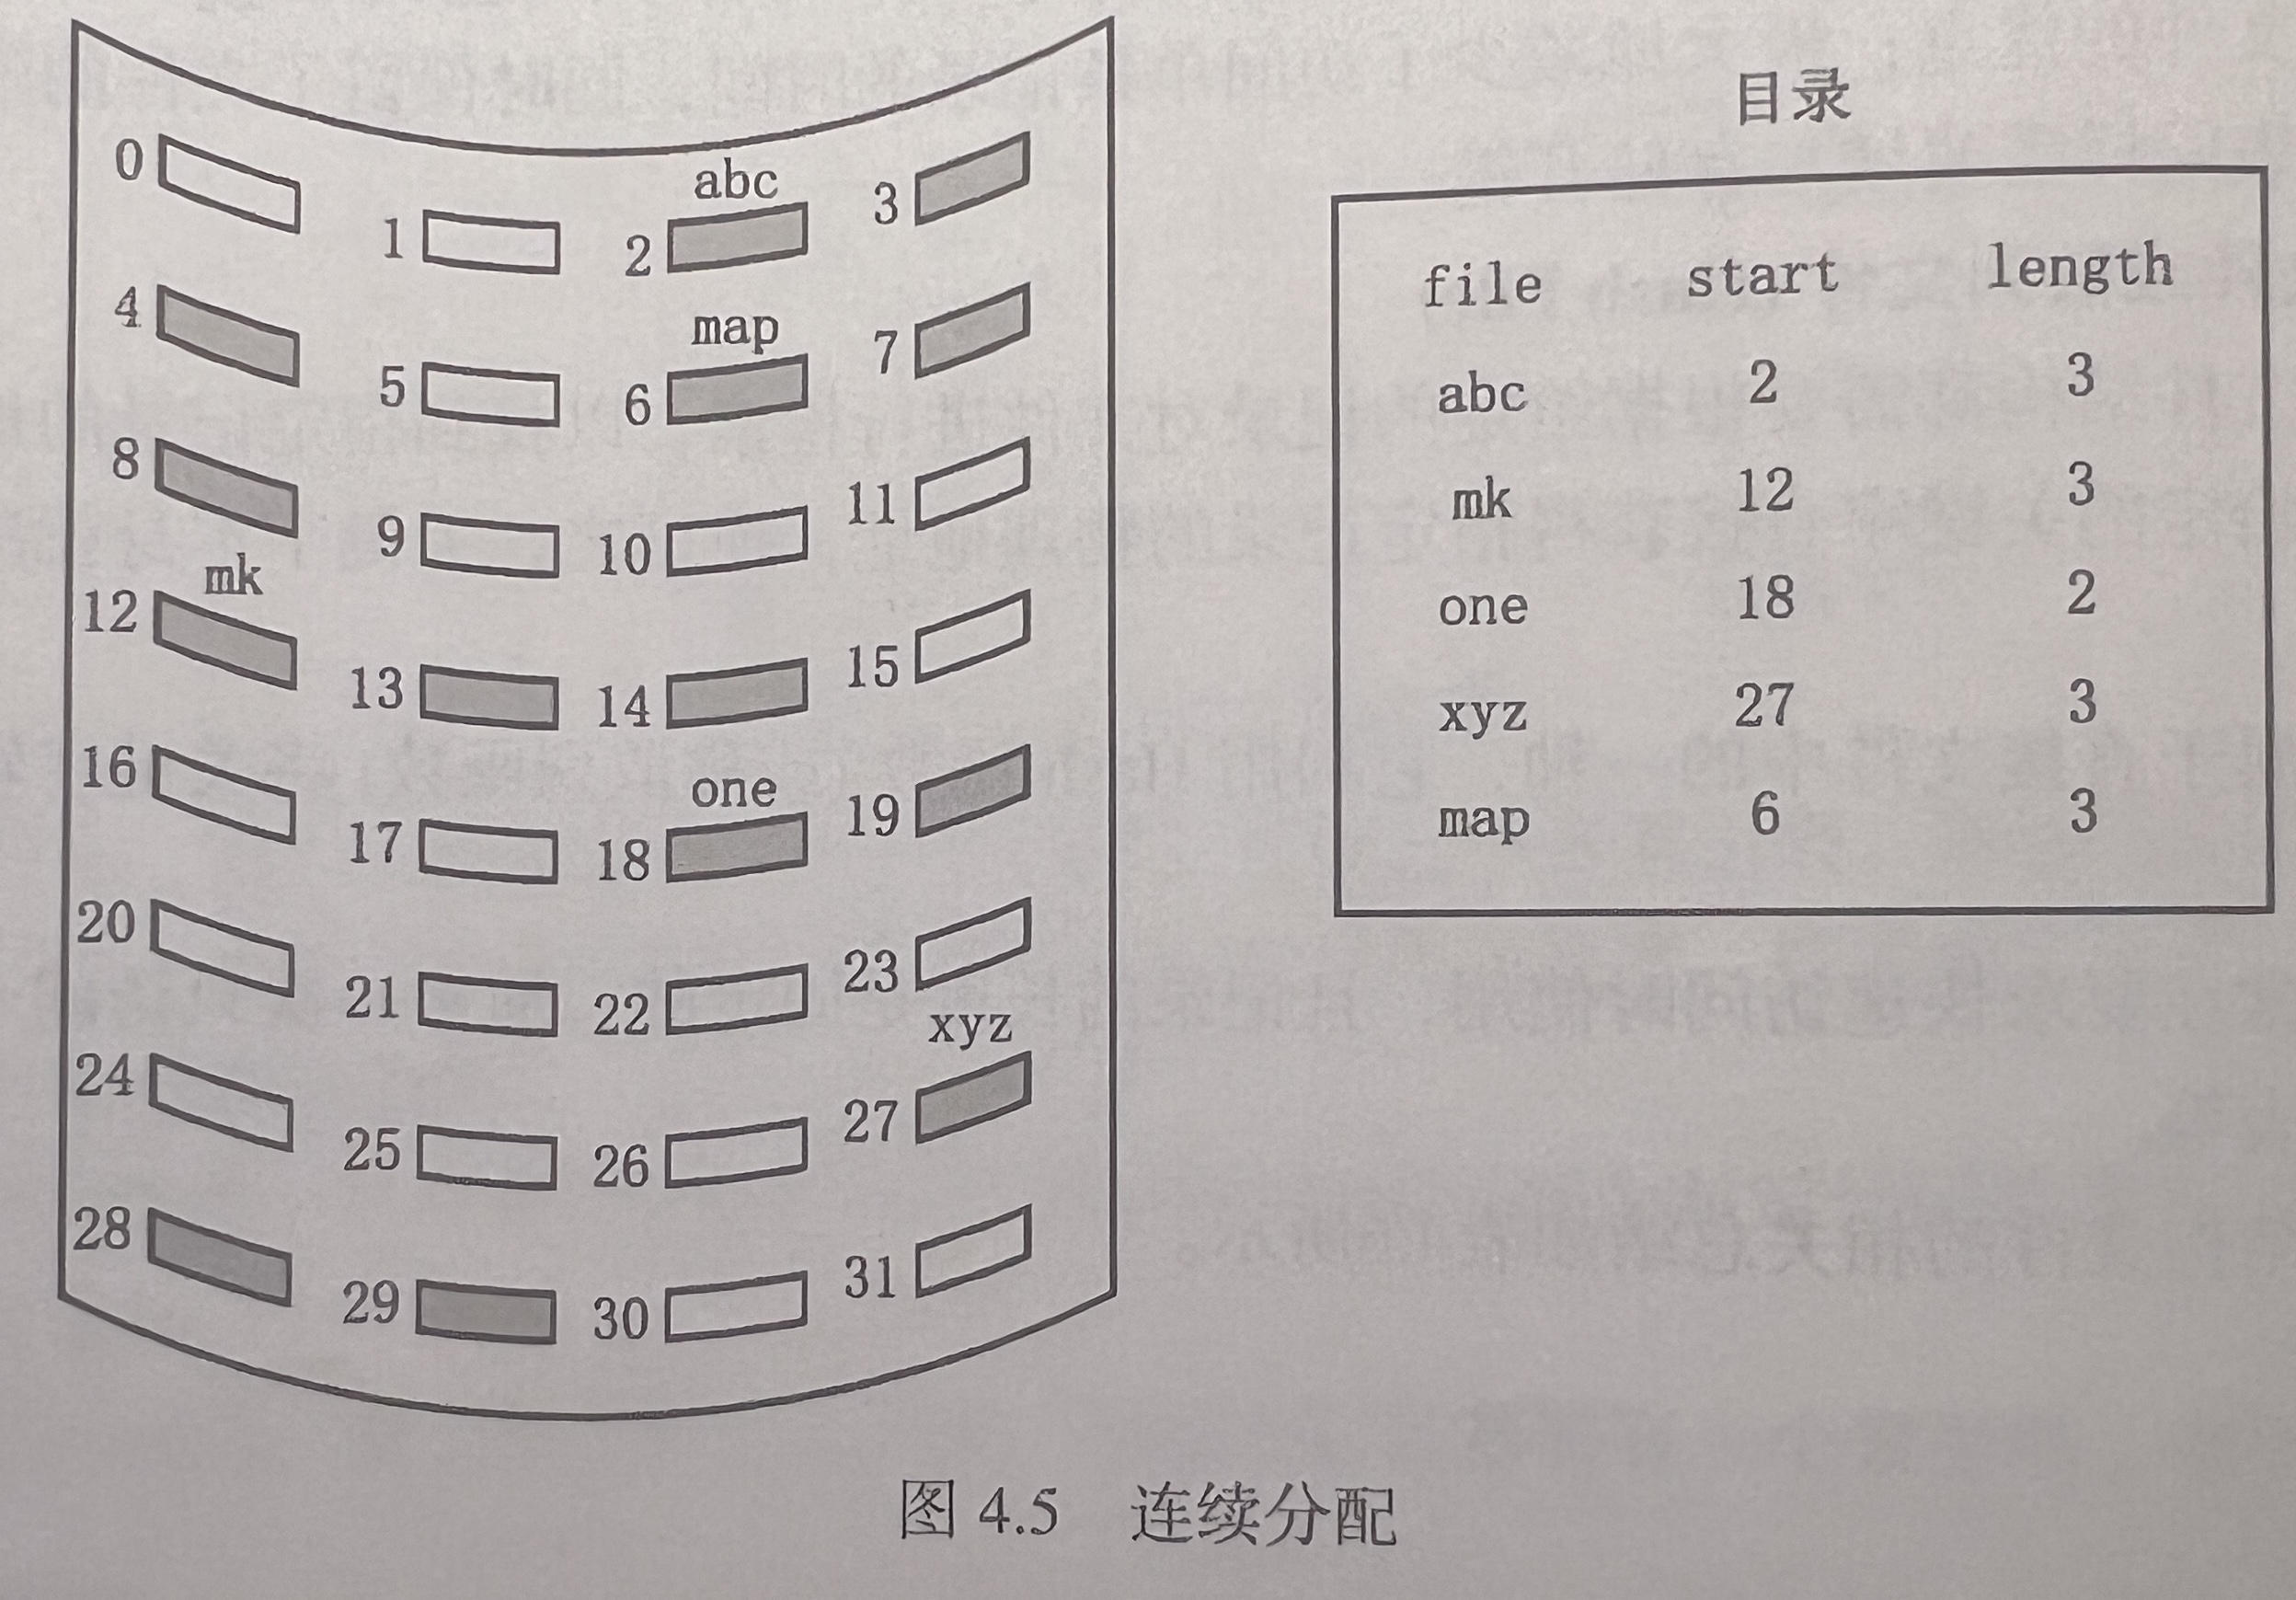 目录
0 1 abc 2 3
4 5 map 6 7
8 9 10 11
mk
12 13 14 15
16 17 one 18 19
20 21 22 23
xyz
24 25 26 27
28 29 30 31
file start length
abc 2 3
mk 12 3
one 18 2
xyz 27 3
map 6 3
图 4.5 连续分配